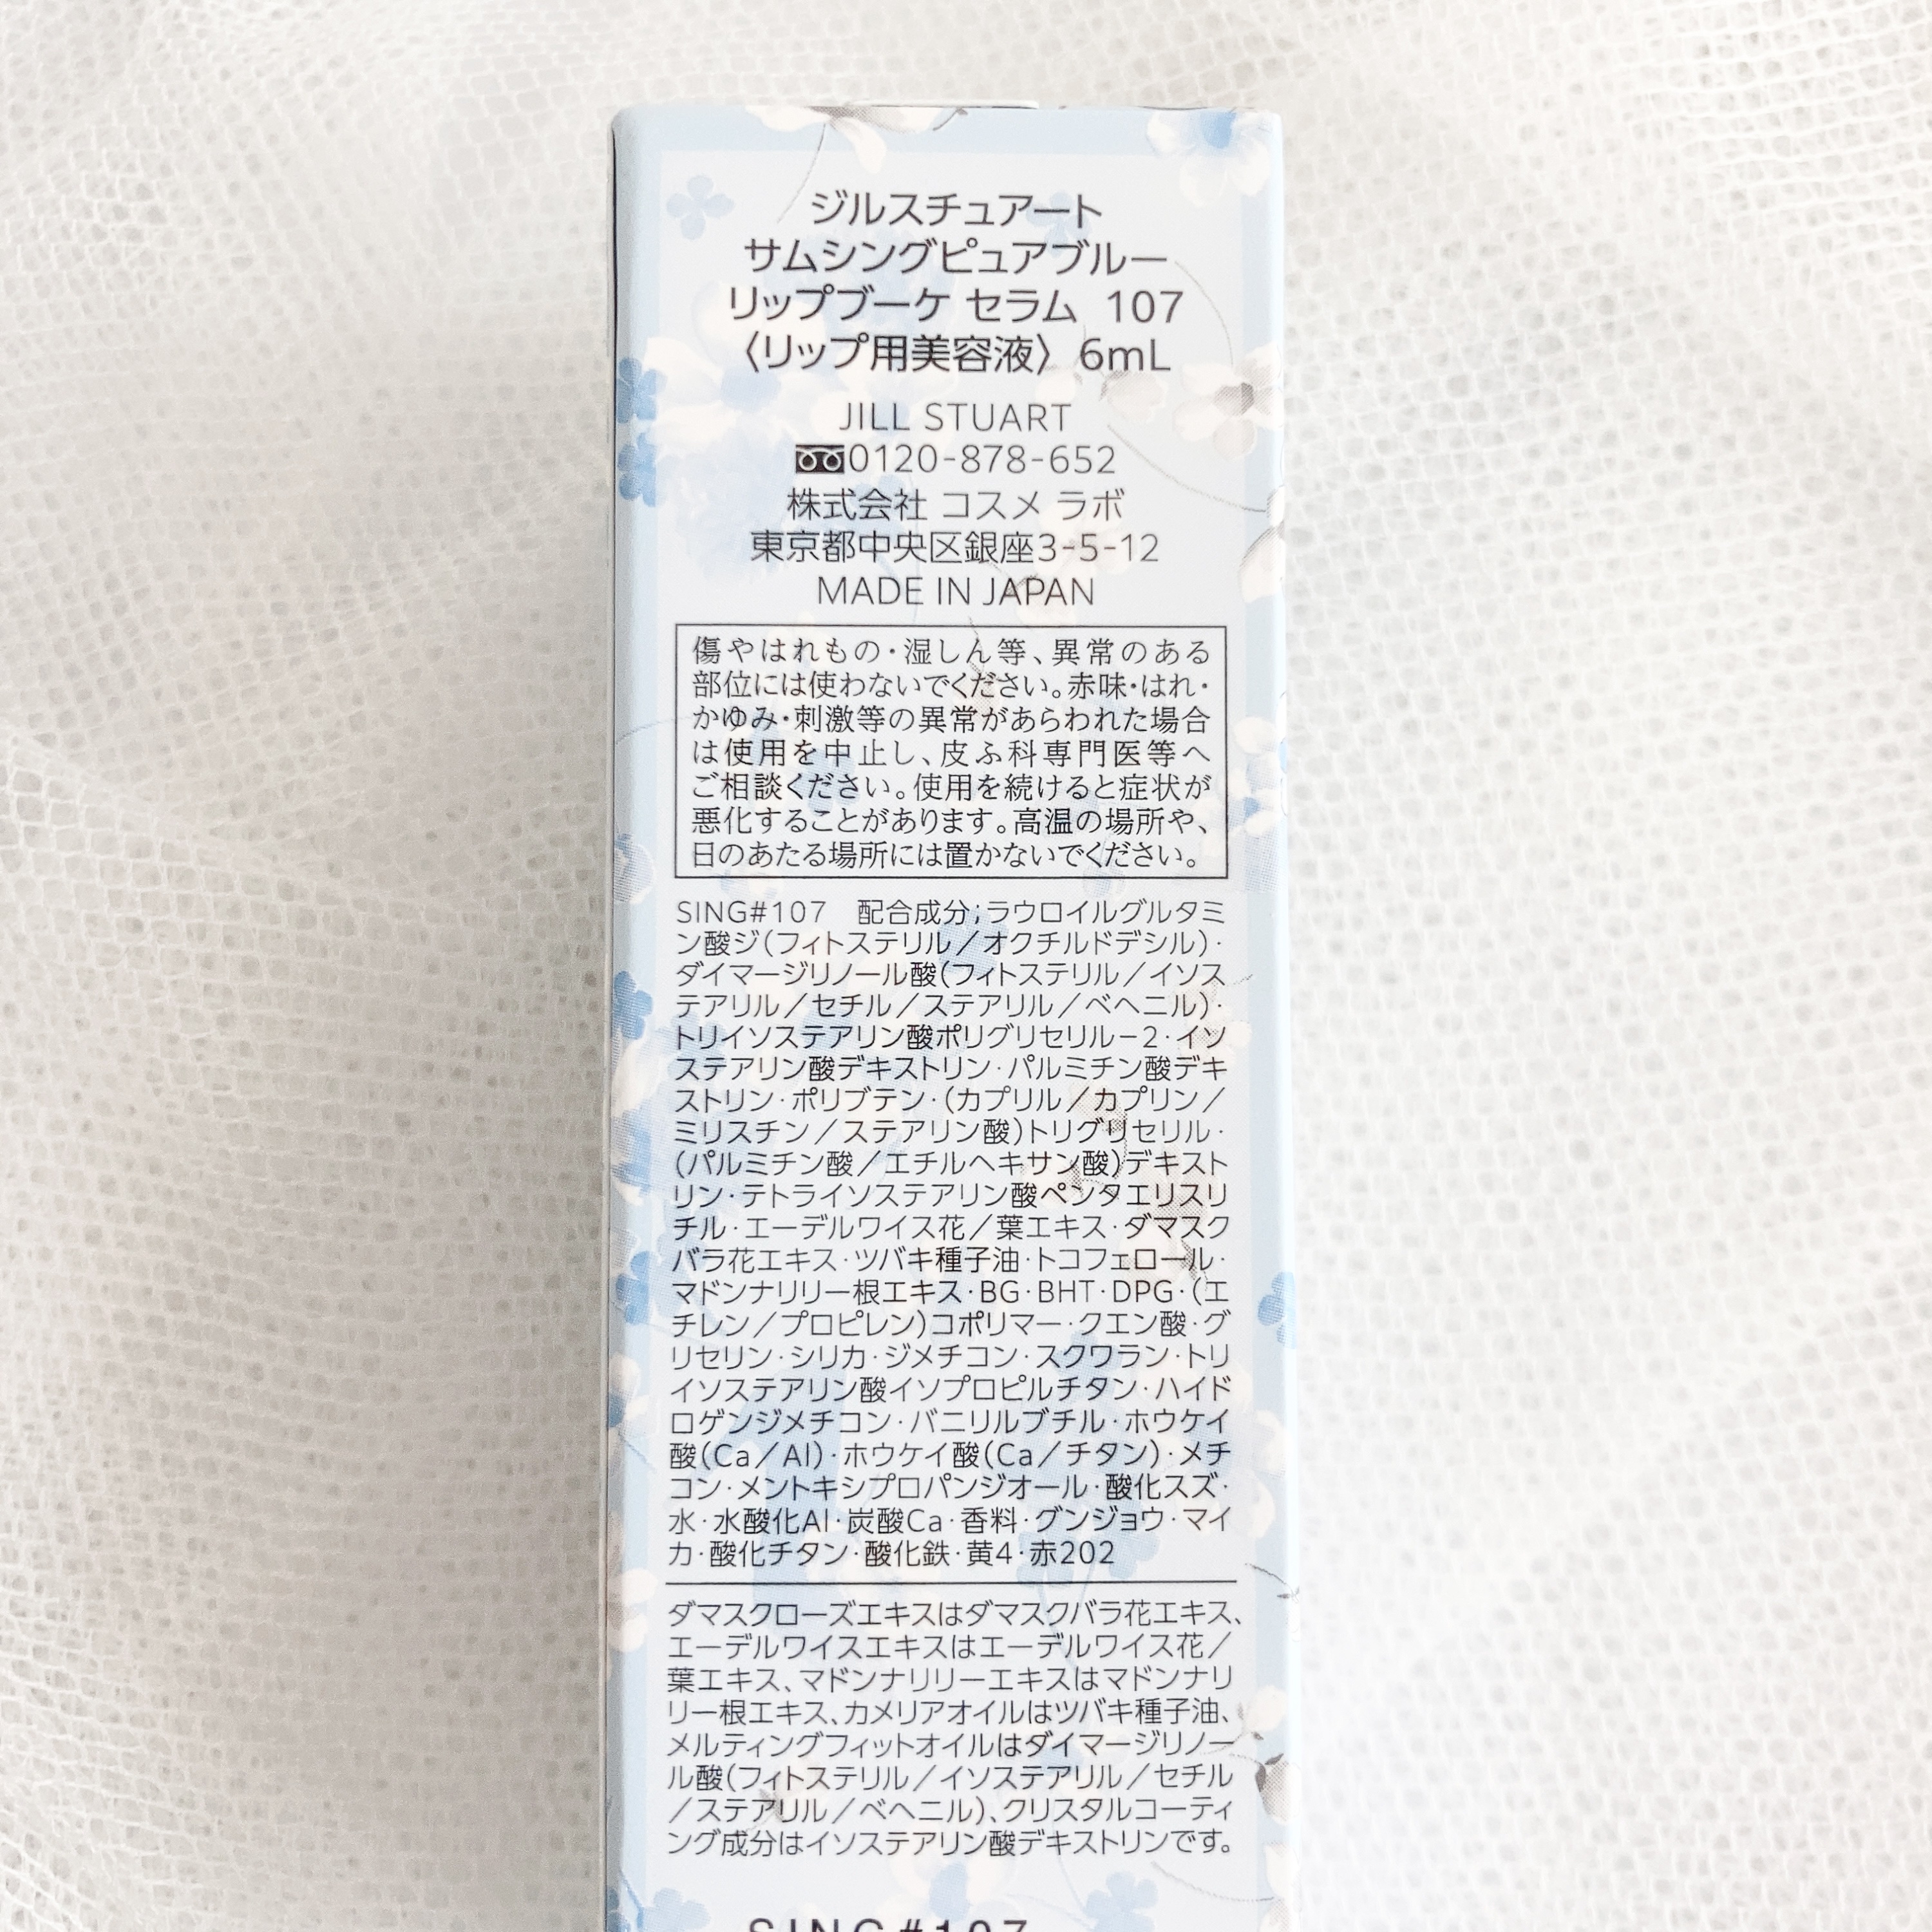 ジルスチュアート
サムシングピュアブルー
リップブーケ セラム 107
〈リップ用美容液〉 6mL
JILL STUART
0120-878-652
株式会社 コスメ ラボ
東京都中央区銀座3-5-12
MADE IN JAPAN
傷やはれもの・湿しん等、異常のある
部位には使わないでください。赤味・はれ・
かゆみ・刺激等の異常があらわれた場合
は使用を中止し、皮ふ科専門医等へ
ご相談ください。使用を続けると症状が
悪化することがあります。高温の場所や、
日のあたる場所には置かないでください。
SING#107 配合成分;ラウロイルグルタミ
ン酸ジ(フィトステリル/オクチルドデシル)・
ダイマージリノール酸(フィトステリル/イソス
テアリル/セチル/ステアリル/ベヘニル)・
トリイソステアリン酸ポリグリセリル-2・イソ
ステアリン酸デキストリン・パルミチン酸デキ
ストリン・ポリブテン・(カプリル/カプリン/
ミリスチン/ステアリン酸)トリグリセリル・
(パルミチン酸/エチルヘキサン酸)デキスト
リン・テトライソステアリン酸ペンタエリスリ
チル・エーデルワイス花/葉エキス・ダマスク
バラ花エキス・ツバキ種子油・トコフェロール・
マドンナリリー根エキス・BG・BHT・DPG・(エ
チレン/プロピレン)コポリマー・クエン酸・グ
リセリン・シリカ・ジメチコン・スクワラン・トリ
イソステアリン酸イソプロピルチタン・ハイド
ロゲンジメチコン・バニリルブチル・ホウケイ
酸(Ca/Al)・ホウケイ酸(Ca/チタン)・メチ
コン・メントキシプロパンジオール・酸化スズ・
水・水酸化Al・炭酸Ca・香料・グンジョウ・マイ
カ・酸化チタン・酸化鉄・黄4・赤202
ダマスクローズエキスはダマスクバラ花エキス、
エーデルワイスエキスはエーデルワイス花/
葉エキス、マドンナリリーエキスはマドンナリ
リー根エキス、カメリアオイルはツバキ種子油、
メルティングフィットオイルはダイマージリノー
ル酸(フィトステリル/イソステアリル/セチル
/ステアリル/ベヘニル)、クリスタルコーティ
ング成分はイソステアリン酸デキストリンです。
SING#107